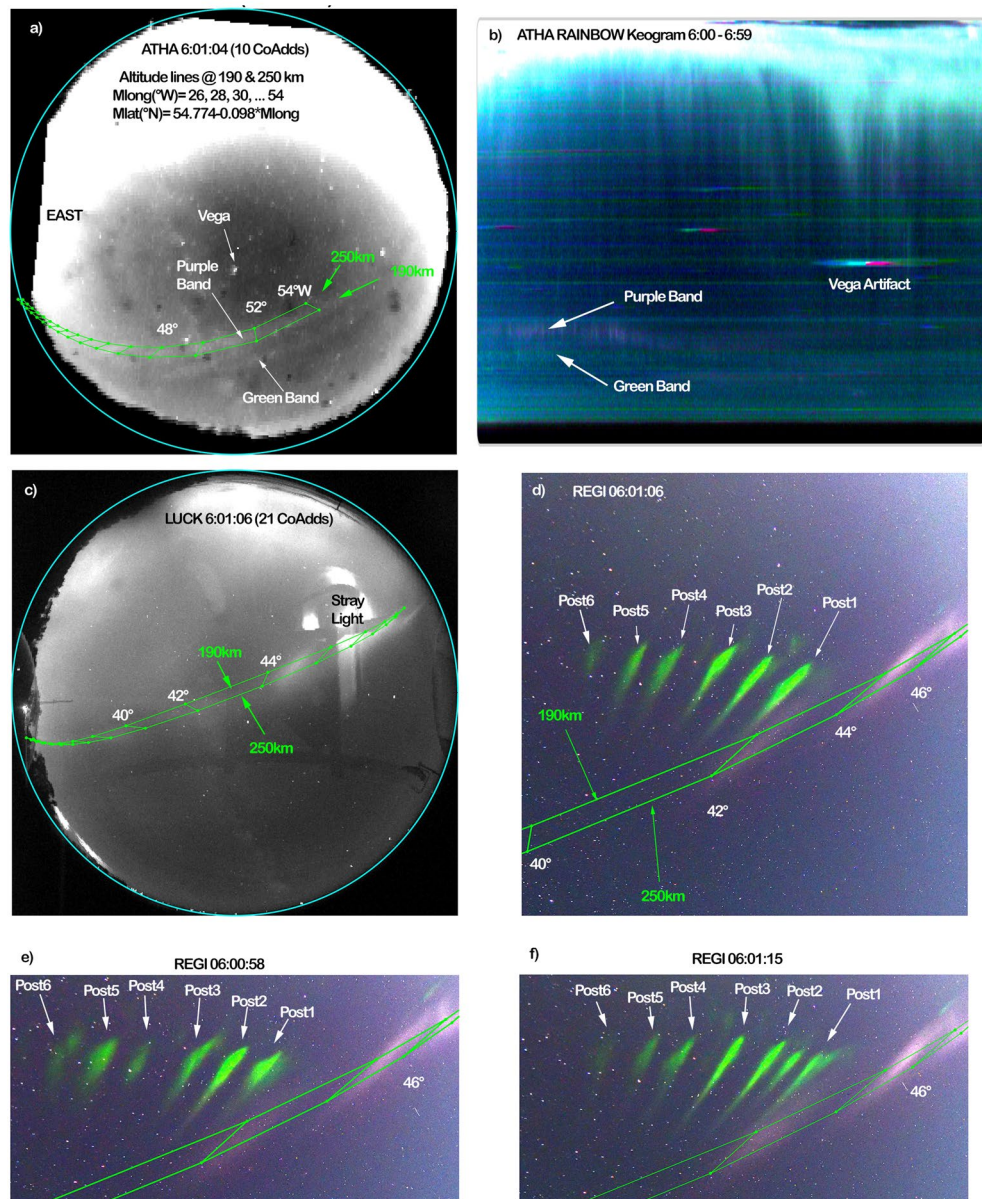 a)
ATHA 6:01:04 (10 CoAdds)
Altitude lines @ 190 & 250 km
Mlong(°W)= 26, 28, 30, ... 54
Mlat(°N)= 54.774-0.098*Mlong
EAST
Vega
Purple
Band
250km
190km
54°W
52°
48°
Green Band
b) ATHA RAINBOW Keogram 6:00 - 6:59
Purple Band
Vega Artifact
Green Band
c)
LUCK 6:01:06 (21 CoAdds)
Stray
Light
190km
44°
42°
40°
250km
d) REGI 06:01:06
Post6
Post5
Post4
Post3
Post2
Post1
46°
190km
44°
42°
40°
250km
e)
REGI 06:00:58
Post6
Post5
Post4
Post3
Post2
Post1
46°
f)
REGI 06:01:15
Post6
Post5
Post4
Post3
Post2
Post1
46°